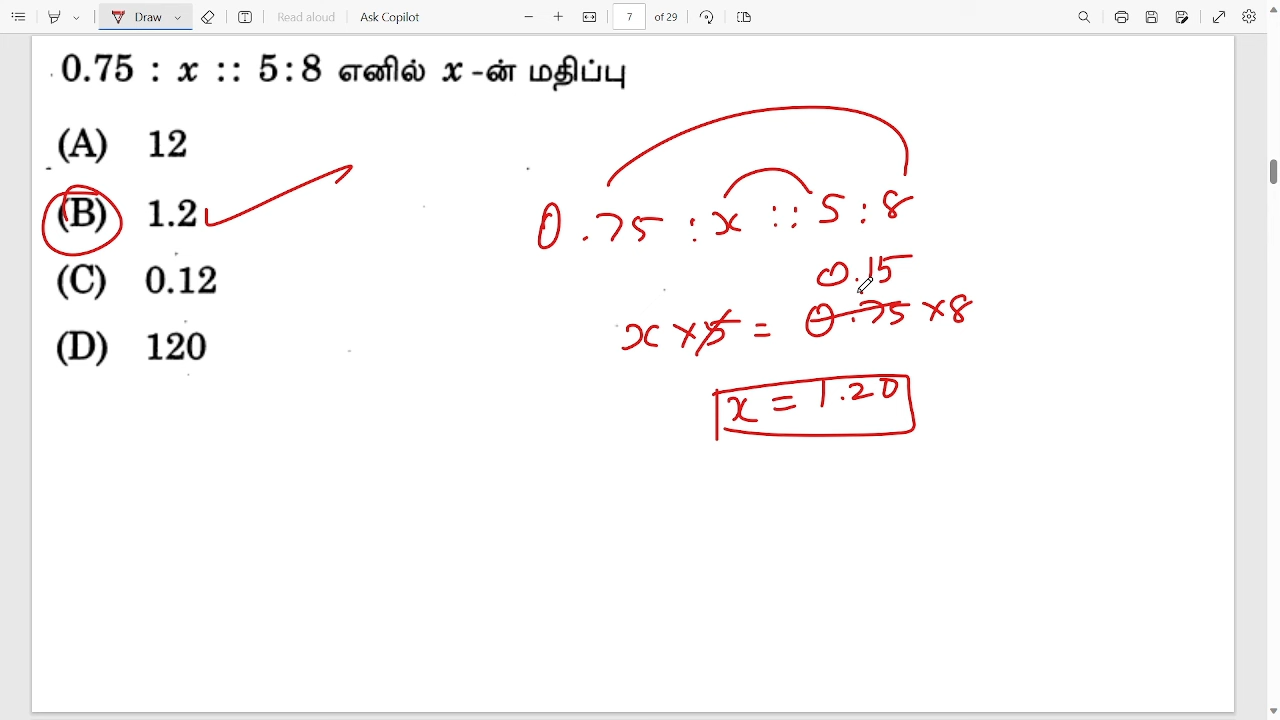 Draw
Read aloud
Ask Copilot
7
of 29
0.75 : x :: 5 : 8 எனில் x -ன் மதிப்பு
(A) 12
(B) 1.2
(C) 0.12
(D) 120
0.75 : x :: 5 : 8
0.15
x × 5 = 0.75 × 8
x = 1.20